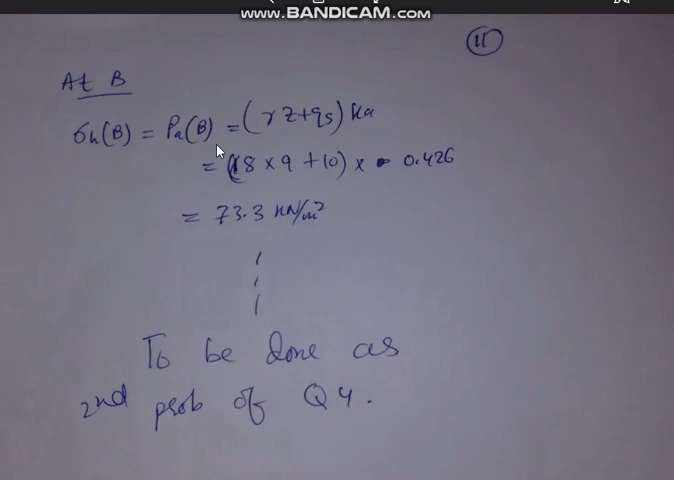 www.BANDICAM.com
11
At B
σh(B) = Pa(B) = (γz+qs) ka
= (18 × 9 + 10) × 0.426
= 73.3 kN/m²
To be done as
2nd prob of Q4.